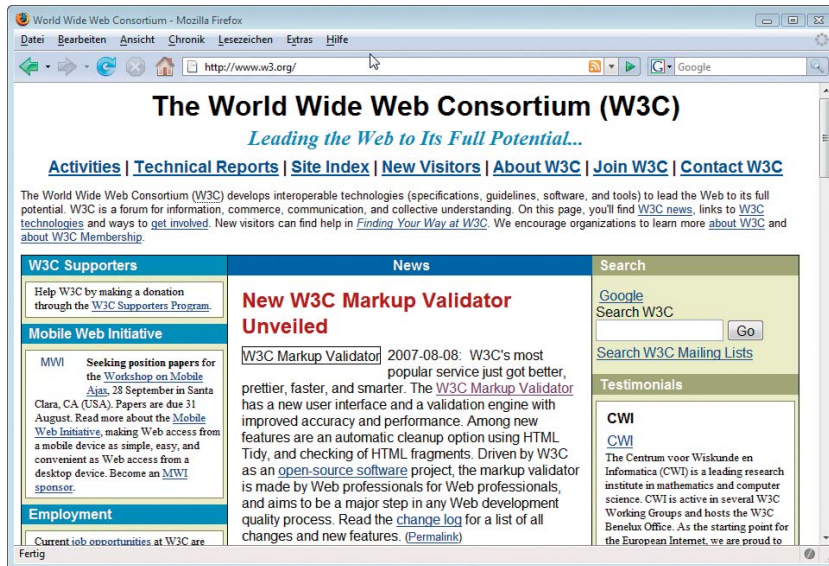 World Wide Web Consortium - Mozilla Firefox
Datei Bearbeiten Ansicht Chronik Lesezeichen Extras Hilfe
http://www.w3.org/
G Google
The World Wide Web Consortium (W3C)
Leading the Web to Its Full Potential...
Activities | Technical Reports | Site Index | New Visitors | About W3C | Join W3C | Contact W3C
The World Wide Web Consortium (W3C) develops interoperable technologies (specifications, guidelines, software, and tools) to lead the Web to its full
potential. W3C is a forum for information, commerce, communication, and collective understanding. On this page, you'll find W3C news, links to W3C
technologies and ways to get involved. New visitors can find help in Finding Your Way at W3C. We encourage organizations to learn more about W3C and
about W3C Membership.
W3C Supporters
Help W3C by making a donation
through the W3C Supporters Program.
Mobile Web Initiative
MWI Seeking position papers for
the Workshop on Mobile
Ajax, 28 September in Santa
Clara, CA (USA). Papers are due 31
August. Read more about the Mobile
Web Initiative, making Web access from
a mobile device as simple, easy, and
convenient as Web access from a
desktop device. Become an MWI
sponsor.
Employment
Current job opportunities at W3C are
News
New W3C Markup Validator
Unveiled
W3C Markup Validator 2007-08-08: W3C's most
popular service just got better,
prettier, faster, and smarter. The W3C Markup Validator
has a new user interface and a validation engine with
improved accuracy and performance. Among new
features are an automatic cleanup option using HTML
Tidy, and checking of HTML fragments. Driven by W3C
as an open-source software project, the markup validator
is made by Web professionals for Web professionals,
and aims to be a major step in any Web development
quality process. Read the change log for a list of all
changes and new features. (Permalink)
Search
Google
Search W3C
Go
Search W3C Mailing Lists
Testimonials
CWI
CWI
The Centrum voor Wiskunde en
Informatica (CWI) is a leading research
institute in mathematics and computer
science. CWI is active in several W3C
Working Groups and hosts the W3C
Benelux Office. As the starting point for
the European Internet, we are proud to
Fertig